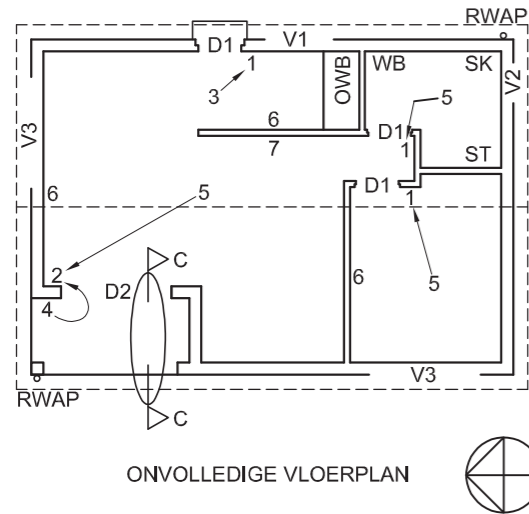 RWAP
D1 V1
1 OWB WB SK V2
3 5
V3 6 D1
7 1
ST
D1
6 5 1
2 C 6 5
4 D2
V3
RWAP
C
ONVOLLEDIGE VLOERPLAN